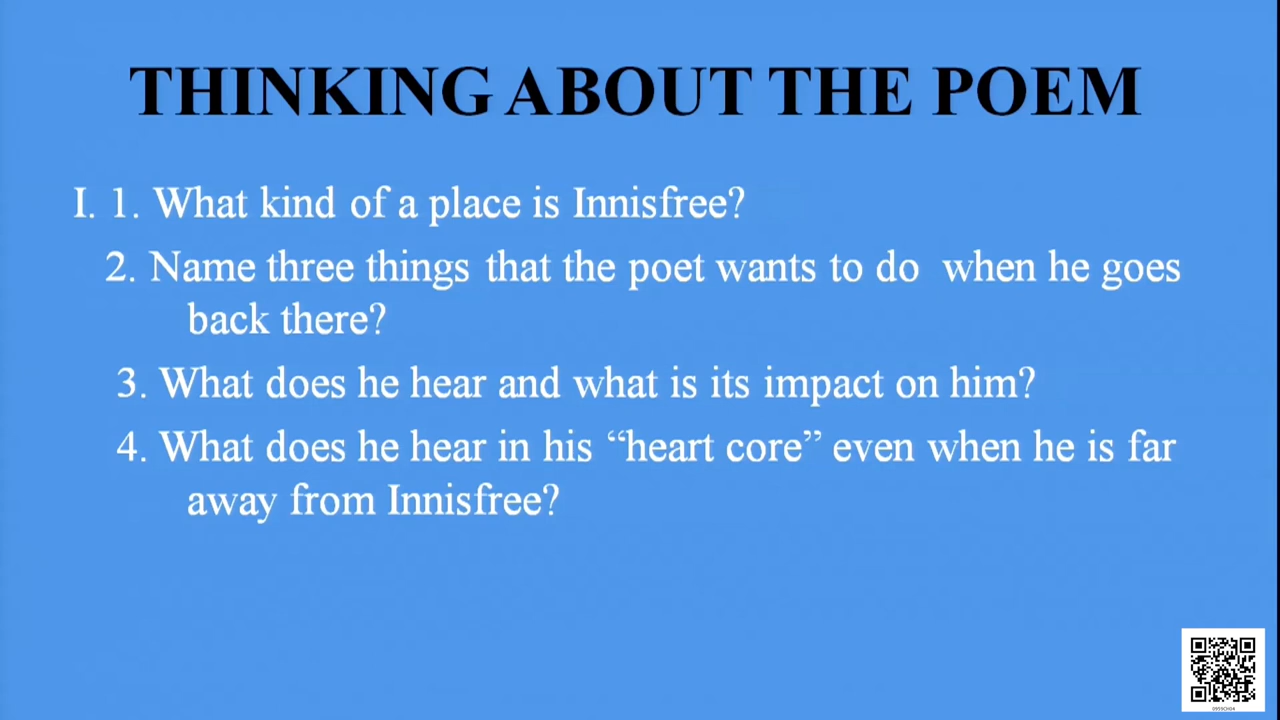 THINKING ABOUT THE POEM
I. 1. What kind of a place is Innisfree?
2. Name three things that the poet wants to do when he goes
back there?
3. What does he hear and what is its impact on him?
4. What does he hear in his “heart core” even when he is far
away from Innisfree?
0959CH04